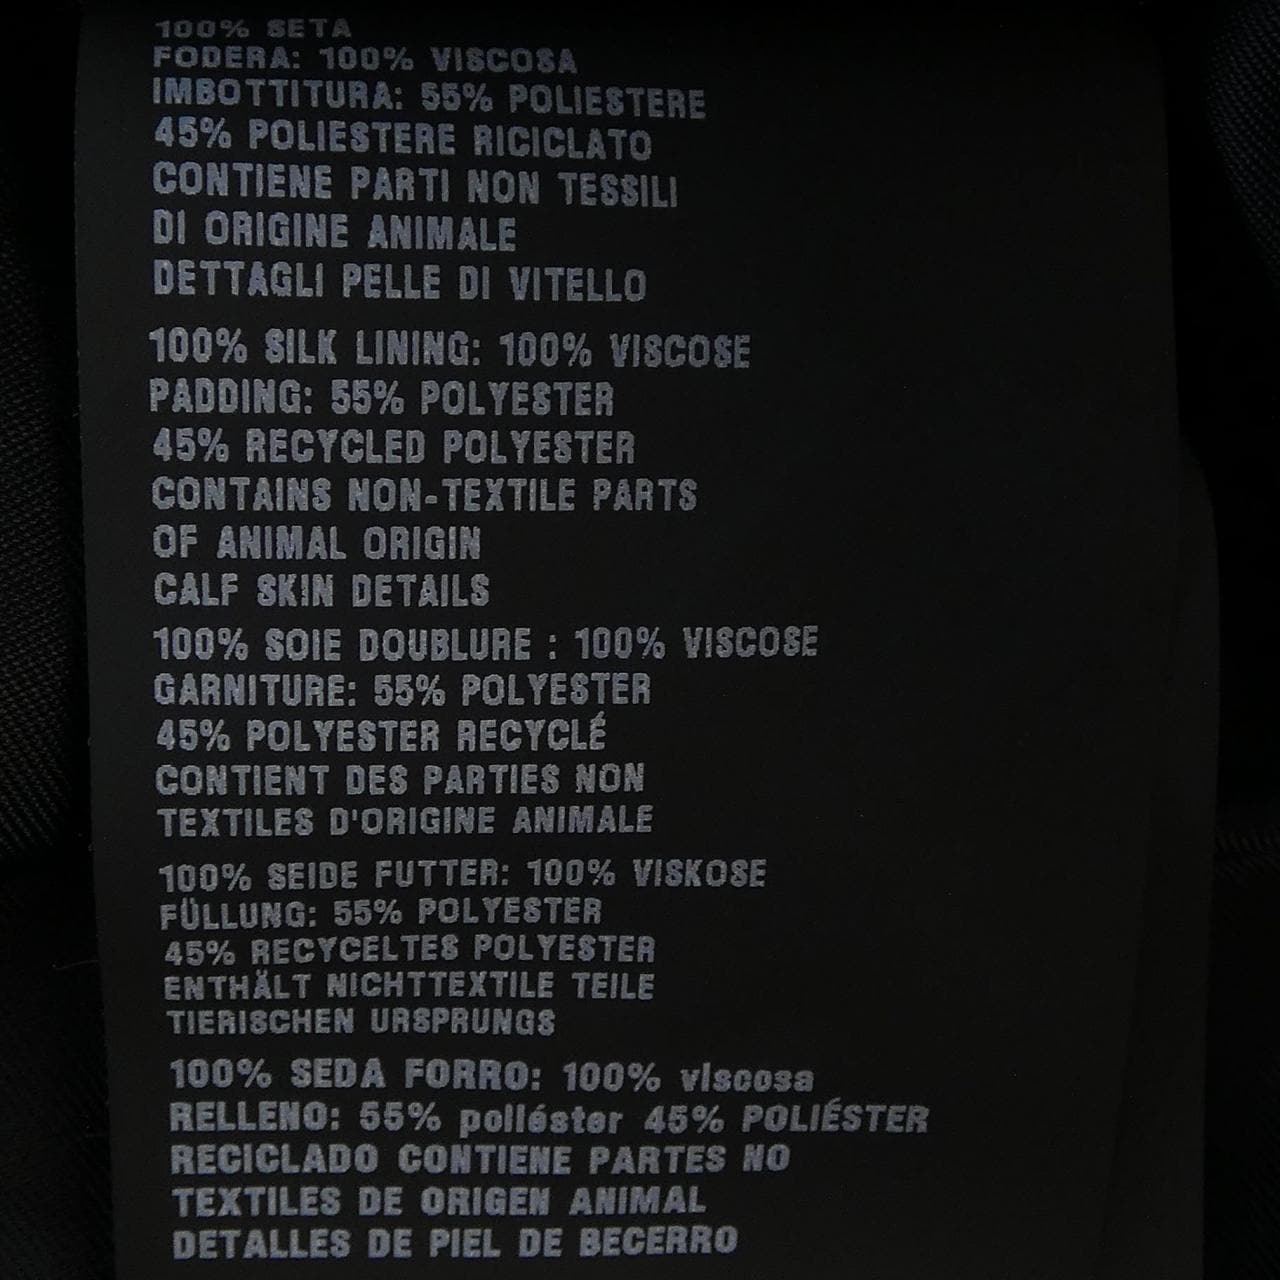 100% SETA
FODERA: 100% VISCOSA
IMBOTTITURA: 55% POLIESTERE
45% POLIESTERE RICICLATO
CONTIENE PARTI NON TESSILI
DI ORIGINE ANIMALE
DETTAGLI PELLE DI VITELLO
100% SILK LINING: 100% VISCOSE
PADDING: 55% POLYESTER
45% RECYCLED POLYESTER
CONTAINS NON-TEXTILE PARTS
OF ANIMAL ORIGIN
CALF SKIN DETAILS
100% SOIE DOUBLURE : 100% VISCOSE
GARNITURE: 55% POLYESTER
45% POLYESTER RECYCLÉ
CONTIENT DES PARTIES NON
TEXTILES D'ORIGINE ANIMALE
100% SEIDE FUTTER: 100% VISKOSE
FÜLLUNG: 55% POLYESTER
45% RECYCELTES POLYESTER
ENTHÄLT NICHTTEXTILE TEILE
TIERISCHEN URSPRUNGS
100% SEDA FORRO: 100% viscosa
RELLENO: 55% poliéster 45% POLIÉSTER
RECICLADO CONTIENE PARTES NO
TEXTILES DE ORIGEN ANIMAL
DETALLES DE PIEL DE BECERRO